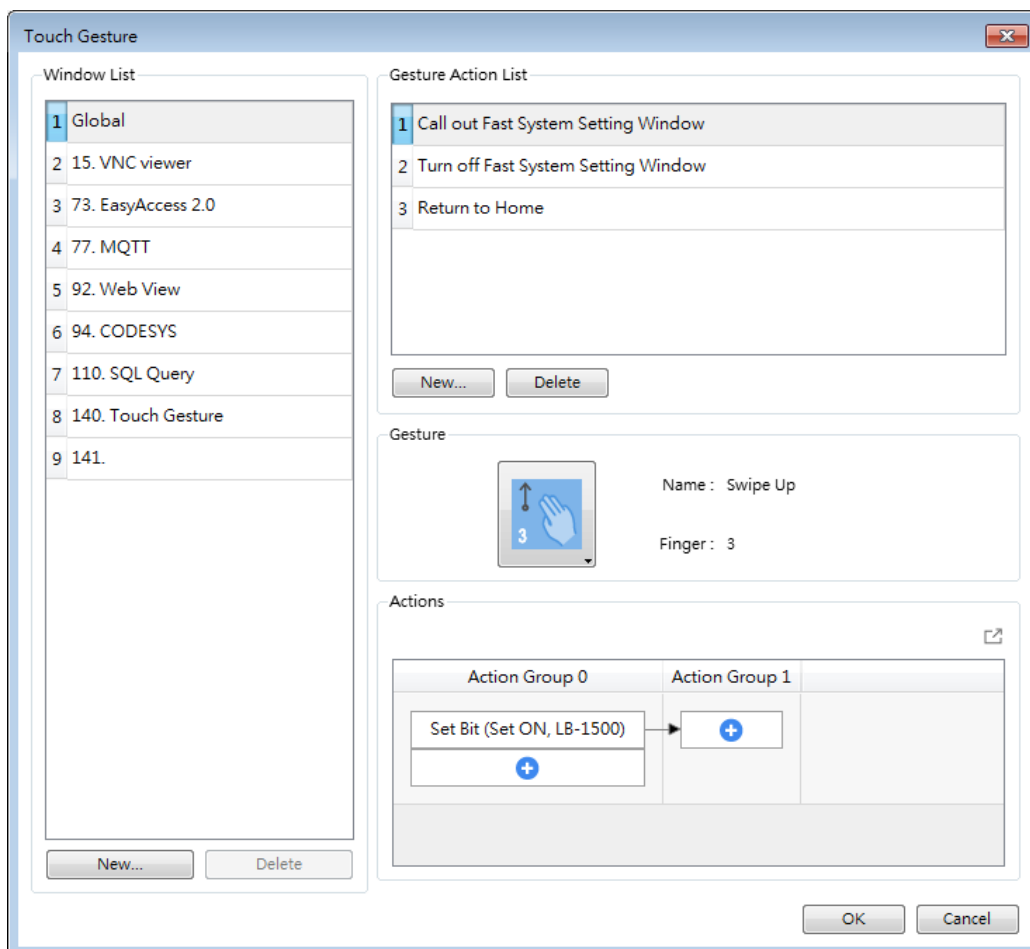 Touch Gesture
Window List
1 Global
2 15. VNC viewer
3 73. EasyAccess 2.0
4 77. MQTT
5 92. Web View
6 94. CODESYS
7 110. SQL Query
8 140. Touch Gesture
9 141.
New...
Delete
Gesture Action List
1 Call out Fast System Setting Window
2 Turn off Fast System Setting Window
3 Return to Home
New...
Delete
Gesture
3
Name : Swipe Up
Finger : 3
Actions
Action Group 0
Action Group 1
Set Bit (Set ON, LB-1500)
OK
Cancel